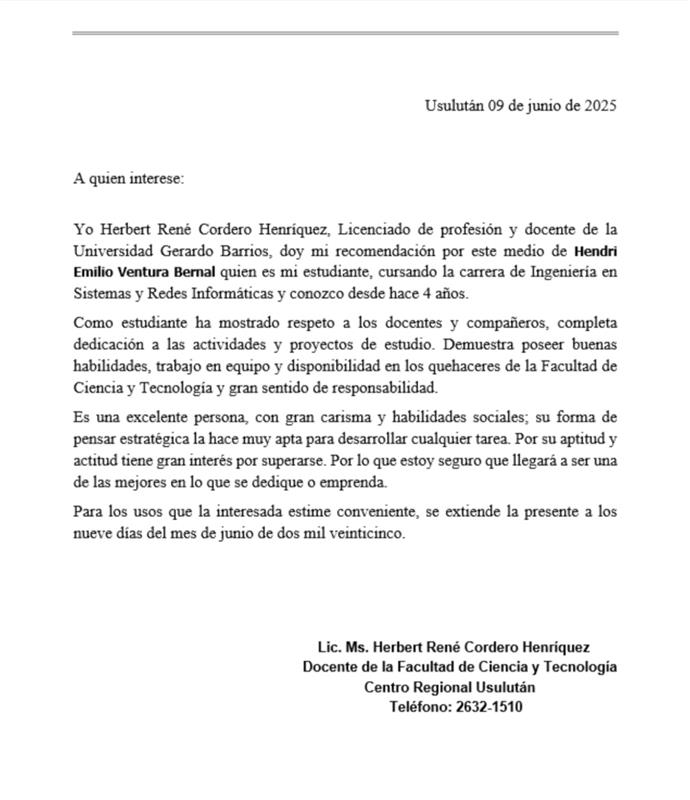 Usulután 09 de junio de 2025
A quien interese:
Yo Herbert René Cordero Henríquez, Licenciado de profesión y docente de la
Universidad Gerardo Barrios, doy mi recomendación por este medio de Hendri
Emilio Ventura Bernal quien es mi estudiante, cursando la carrera de Ingeniería en
Sistemas y Redes Informáticas y conozco desde hace 4 años.
Como estudiante ha mostrado respeto a los docentes y compañeros, completa
dedicación a las actividades y proyectos de estudio. Demuestra poseer buenas
habilidades, trabajo en equipo y disponibilidad en los quehaceres de la Facultad de
Ciencia y Tecnología y gran sentido de responsabilidad.
Es una excelente persona, con gran carisma y habilidades sociales; su forma de
pensar estratégica la hace muy apta para desarrollar cualquier tarea. Por su aptitud y
actitud tiene gran interés por superarse. Por lo que estoy seguro que llegará a ser una
de las mejores en lo que se dedique o emprenda.
Para los usos que la interesada estime conveniente, se extiende la presente a los
nueve días del mes de junio de dos mil veinticinco.
Lic. Ms. Herbert René Cordero Henríquez
Docente de la Facultad de Ciencia y Tecnología
Centro Regional Usulután
Teléfono: 2632-1510